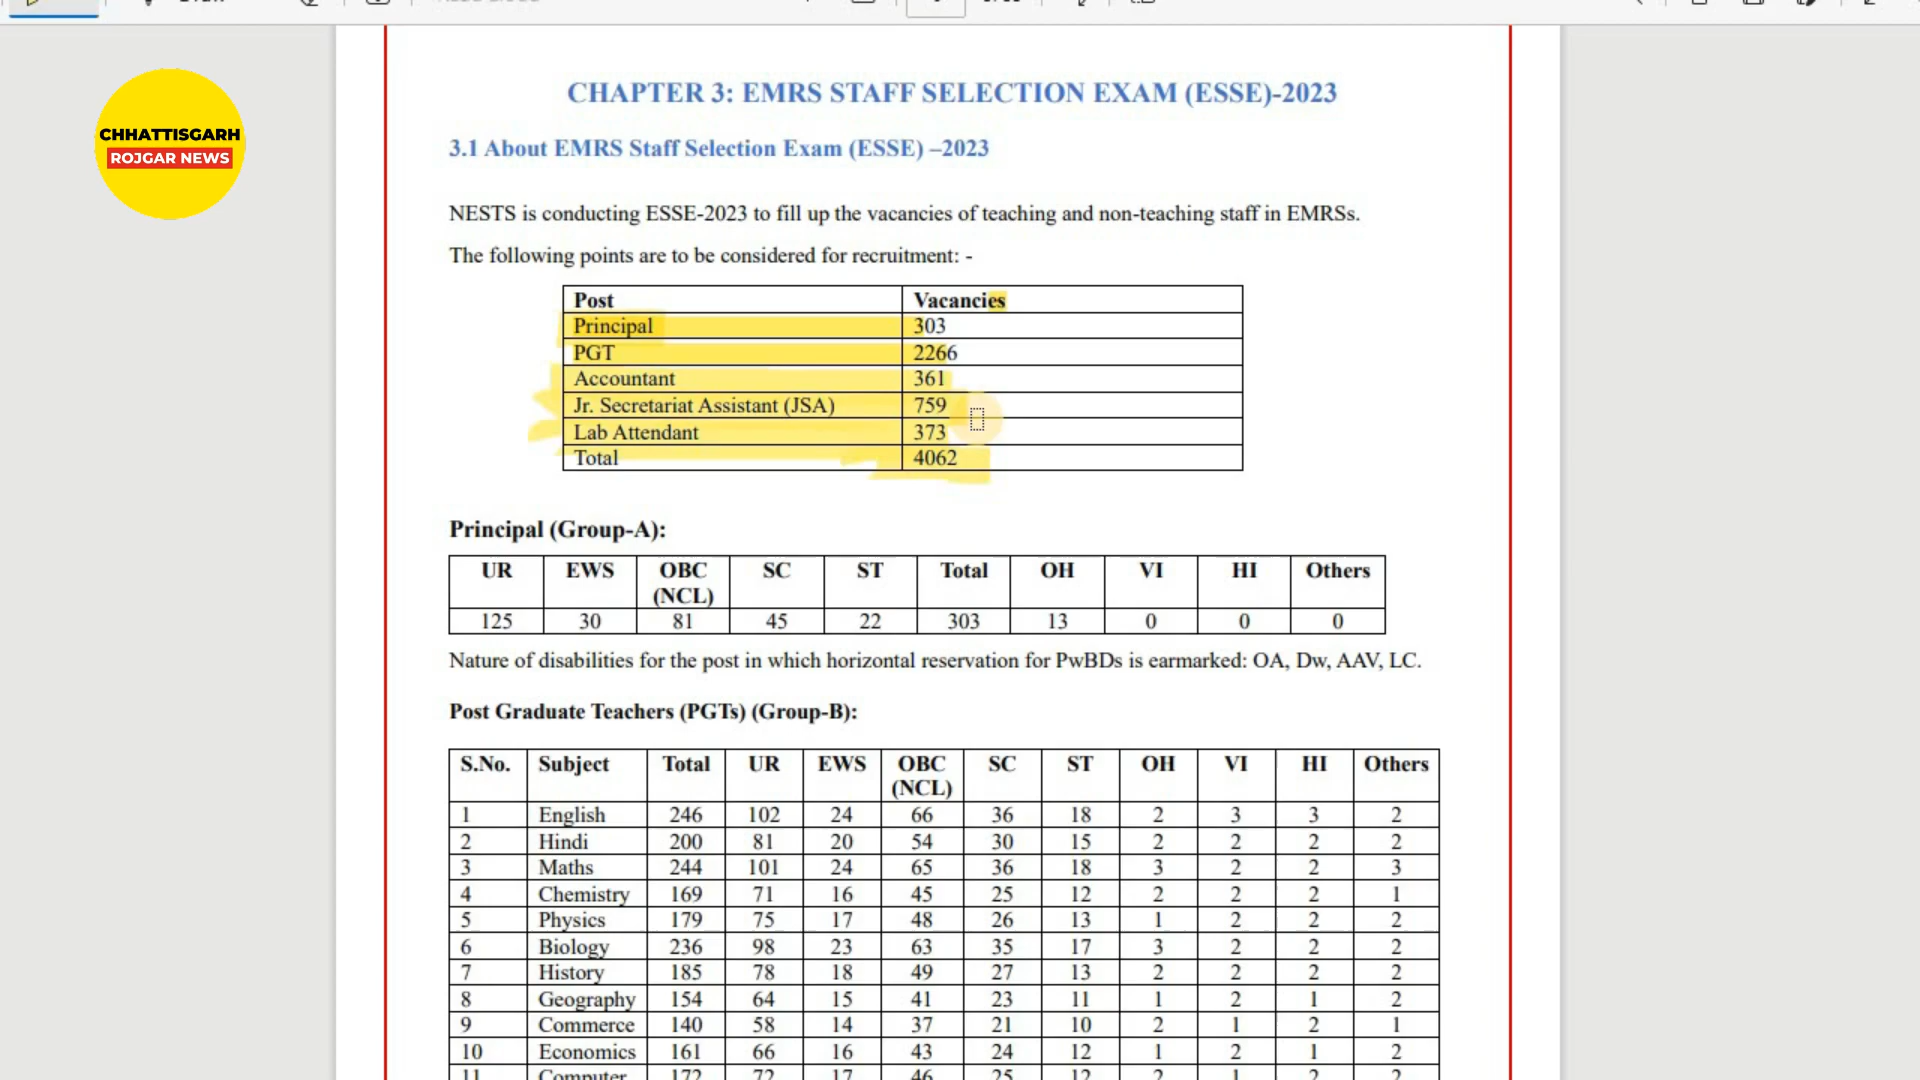 CHHATTISGARH
ROJGAR NEWS
CHAPTER 3: EMRS STAFF SELECTION EXAM (ESSE)-2023
3.1 About EMRS Staff Selection Exam (ESSE) –2023
NESTS is conducting ESSE-2023 to fill up the vacancies of teaching and non-teaching staff in EMRSs.
The following points are to be considered for recruitment: -
Post Vacancies
Principal 303
PGT 2266
Accountant 361
Jr. Secretariat Assistant (JSA) 759
Lab Attendant 373
Total 4062
Principal (Group-A):
UR EWS OBC (NCL) SC ST Total OH VI HI Others
125 30 81 45 22 303 13 0 0 0
Nature of disabilities for the post in which horizontal reservation for PwBDs is earmarked: OA, Dw, AAV, LC.
Post Graduate Teachers (PGTs) (Group-B):
S.No. Subject Total UR EWS OBC (NCL) SC ST OH VI HI Others
1 English 246 102 24 66 36 18 2 3 3 2
2 Hindi 200 81 20 54 30 15 2 2 2 2
3 Maths 244 101 24 65 36 18 3 2 2 3
4 Chemistry 169 71 16 45 25 12 2 2 2 1
5 Physics 179 75 17 48 26 13 1 2 2 2
6 Biology 236 98 23 63 35 17 3 2 2 2
7 History 185 78 18 49 27 13 2 2 2 2
8 Geography 154 64 15 41 23 11 1 2 1 2
9 Commerce 140 58 14 37 21 10 2 1 2 1
10 Economics 161 66 16 43 24 12 1 2 1 2
11 Computer 172 72 17 46 25 12 2 1 2 2